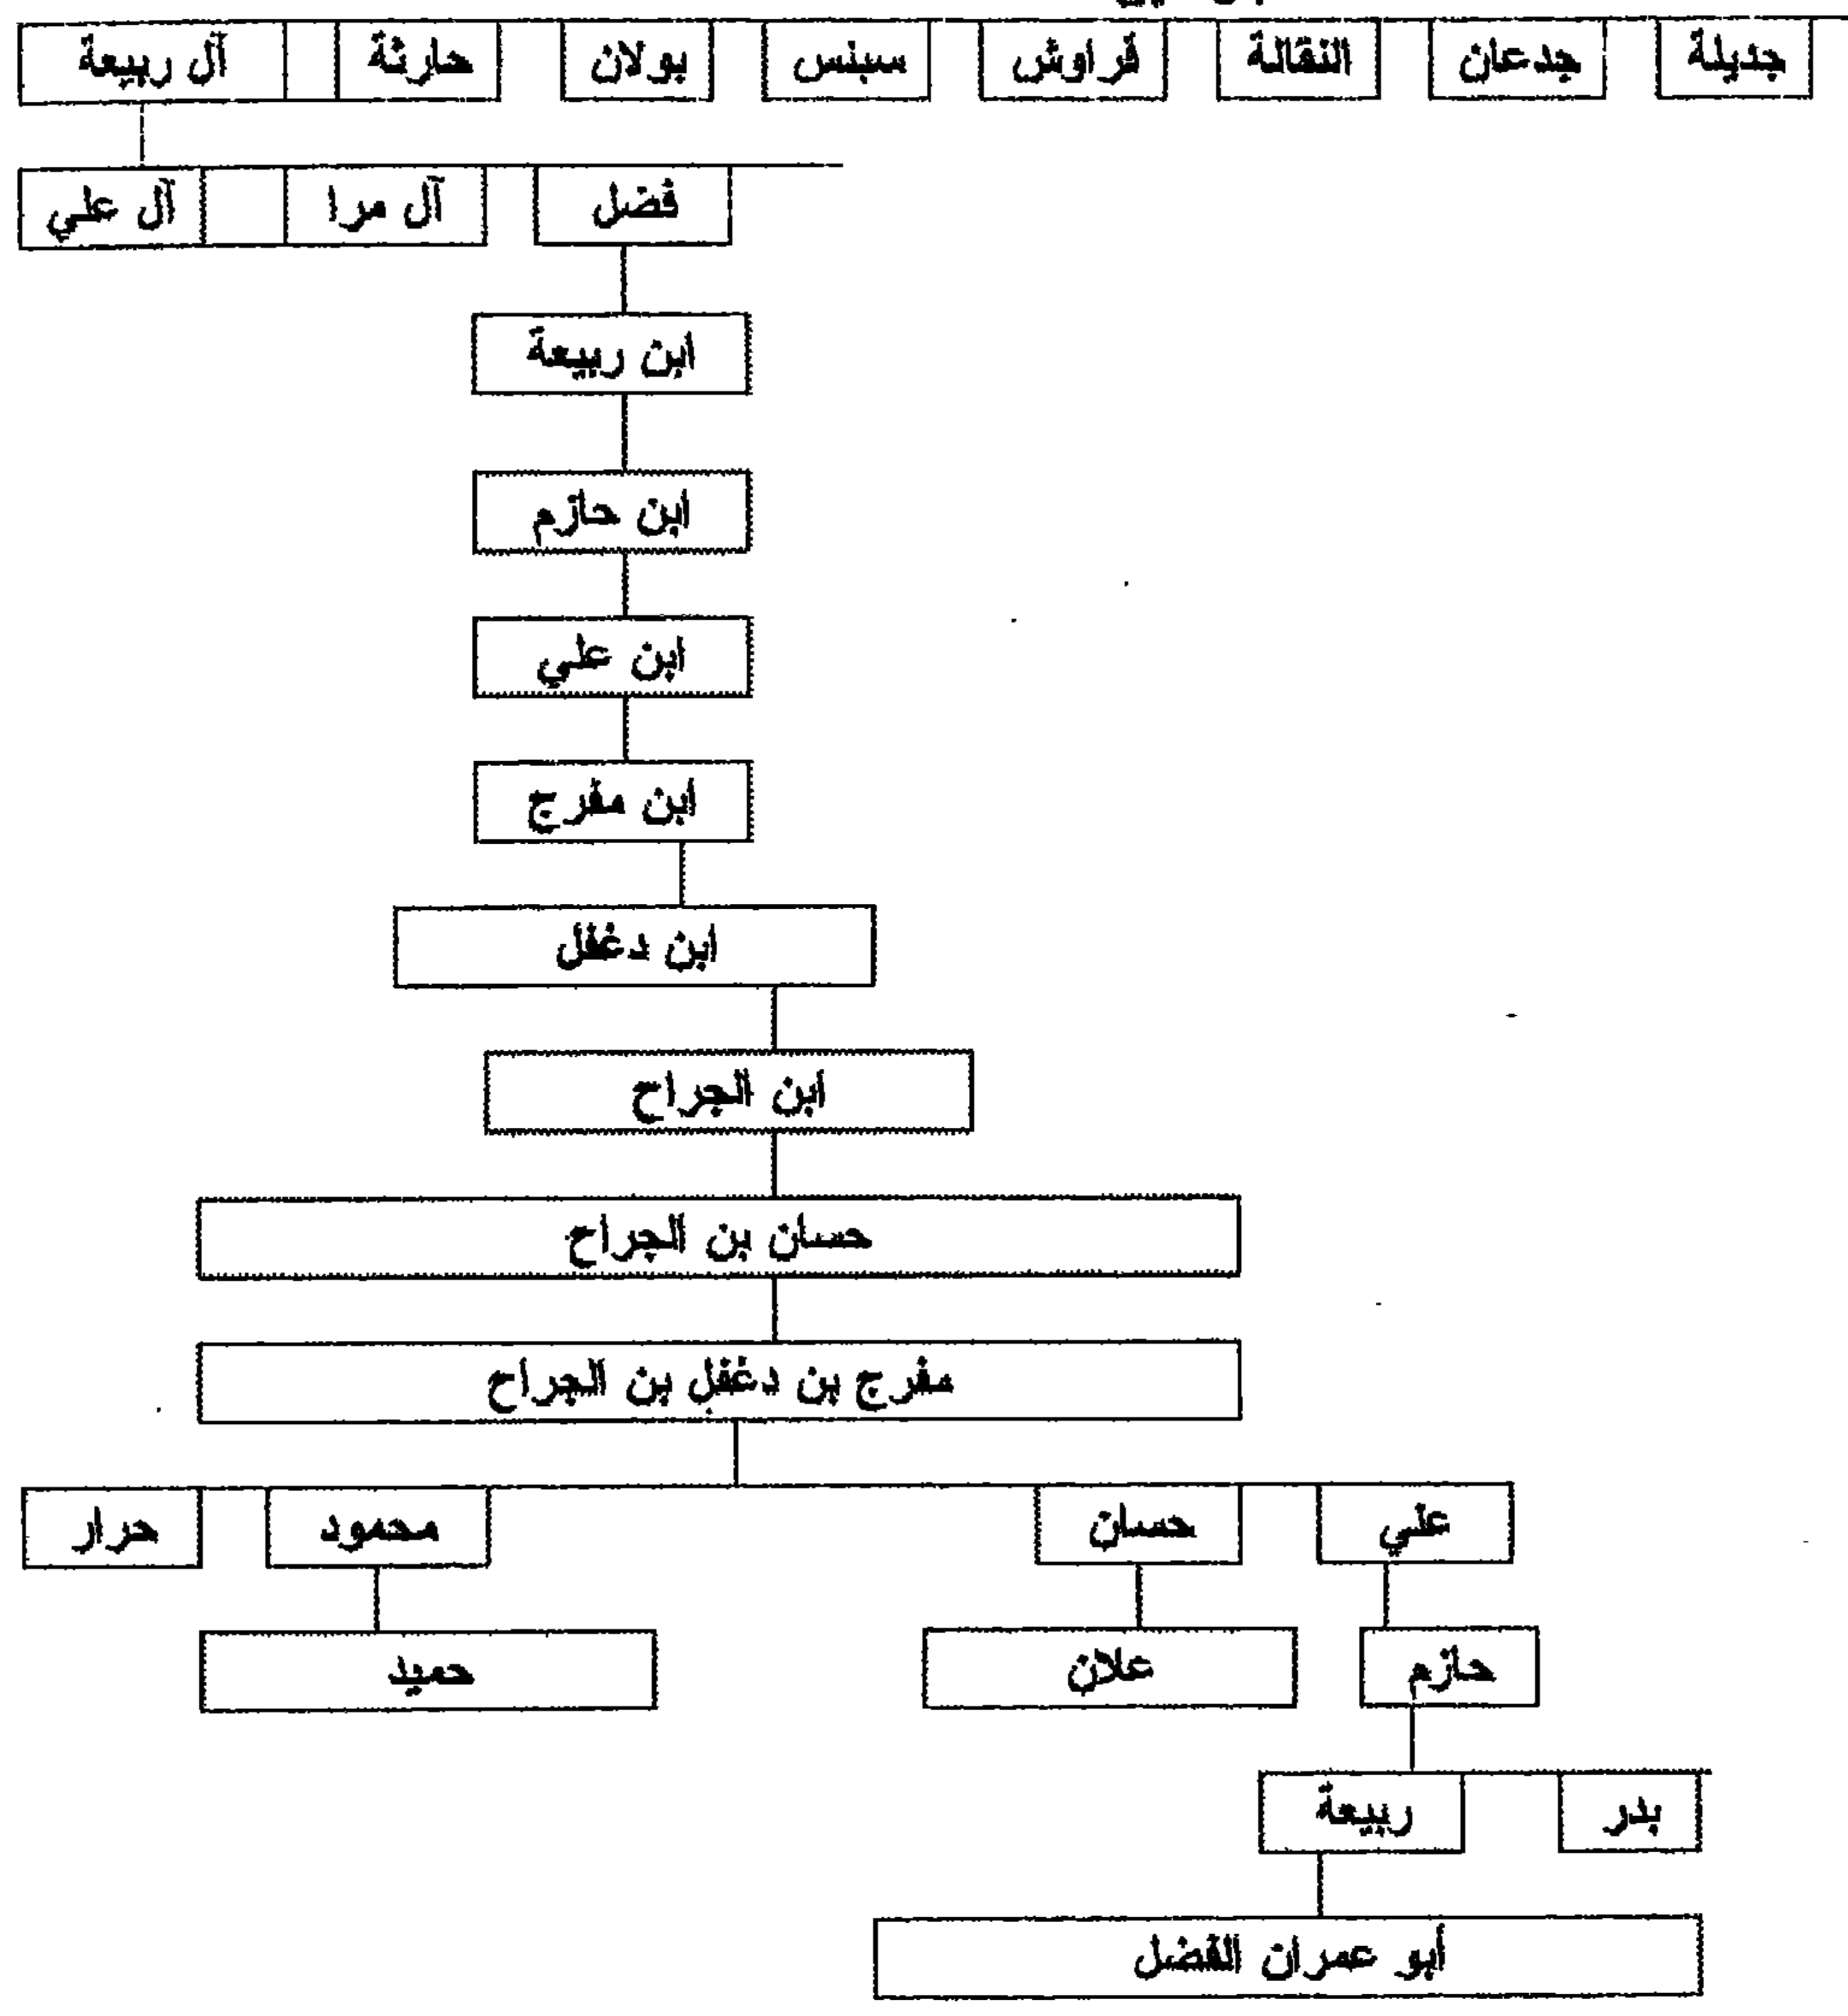 جديلة جدعان النقالة قراوش سبنس بولان حارثة آل ربيعة
فضل آل مرا آل علي
ابن ربيعة
ابن حازم
ابن علي
ابن مفرج
ابن دغفل
ابن الجراح
حسان بن الجراح
مفرج بن دغفل بن الجراح
علي حسان محمود حرار
حازم علان حميد
بدر ربيعة
أبو عمران الفضل